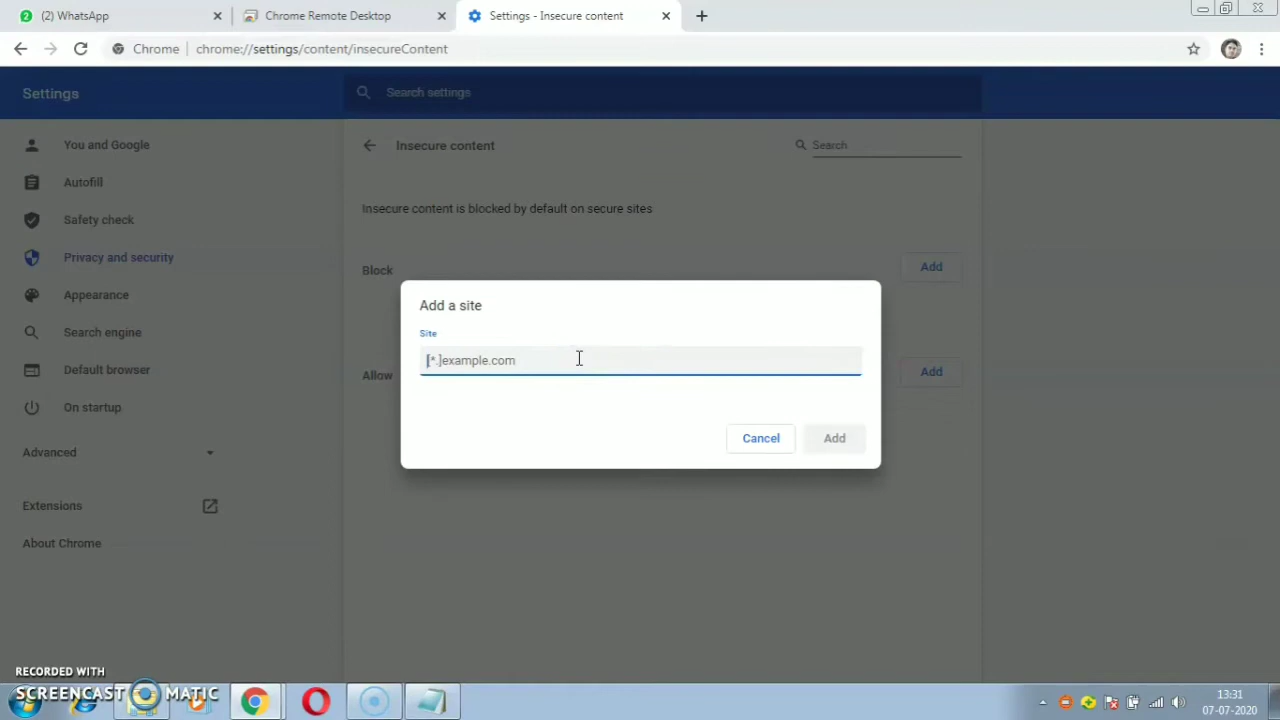 (2) WhatsApp
Chrome Remote Desktop
Settings - Insecure content
Chrome
chrome://settings/content/insecureContent
Settings
Search settings
You and Google
Autofill
Safety check
Privacy and security
Appearance
Search engine
Default browser
On startup
Advanced
Extensions
About Chrome
Insecure content
Search
Insecure content is blocked by default on secure sites
Block
Add
Allow
Add
Add a site
Site
[*.]example.com
Cancel
Add
RECORDED WITH
SCREENCAST MATIC
13:31
07-07-2020